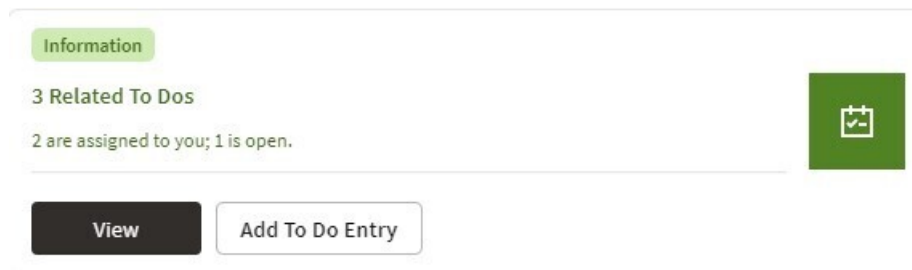 Information
3 Related To Dos
2 are assigned to you; 1 is open.
View Add To Do Entry